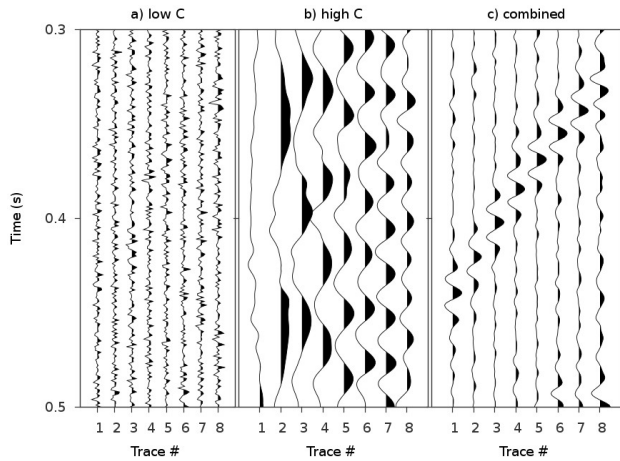 a) low C b) high C c) combined
0.3
0.4
0.5
Time (s)
1 2 3 4 5 6 7 8 1 2 3 4 5 6 7 8 1 2 3 4 5 6 7 8
Trace # Trace # Trace #